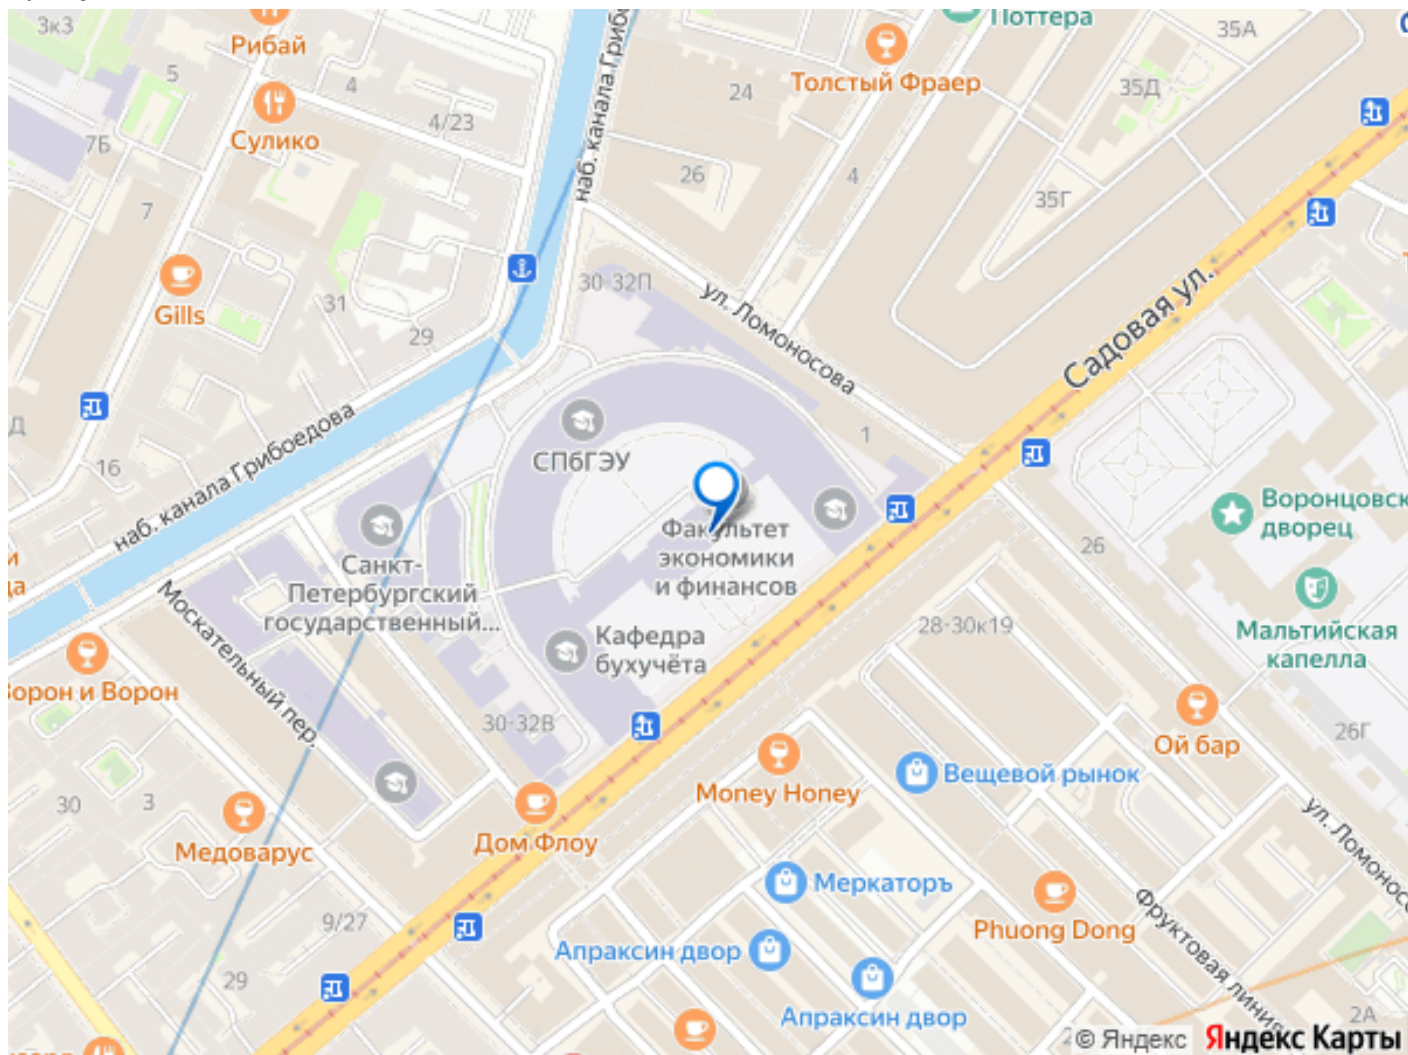 3к3
Рибай
5
4
Сулико
4/23
7Б
7
Gills
31
29
наб. канала Грибо
24
26
4
Толстый Фраер
Поттера
35А
35Д
35Г
30-32П
ул. Ломоносова
Садовая ул.
1
16
наб. канала Грибоедова
СПбГЭУ
Факультет
экономики
и финансов
Санкт-
Петербургский
государственный...
Кафедра
бухучёта
Москательный пер.
30-32В
Ворон и Ворон
30
3
Медоварус
Дом Флоу
9/27
29
26
28-30к19
Воронцовск
дворец
Мальтийская
капелла
Ой бар
26Г
Money Honey
Вещевой рынок
Меркаторъ
Phuong Dong
Апраксин двор
Апраксин двор
ул. Ломоносо
Фруктовая линия
2А
© Яндекс Яндекс Карты